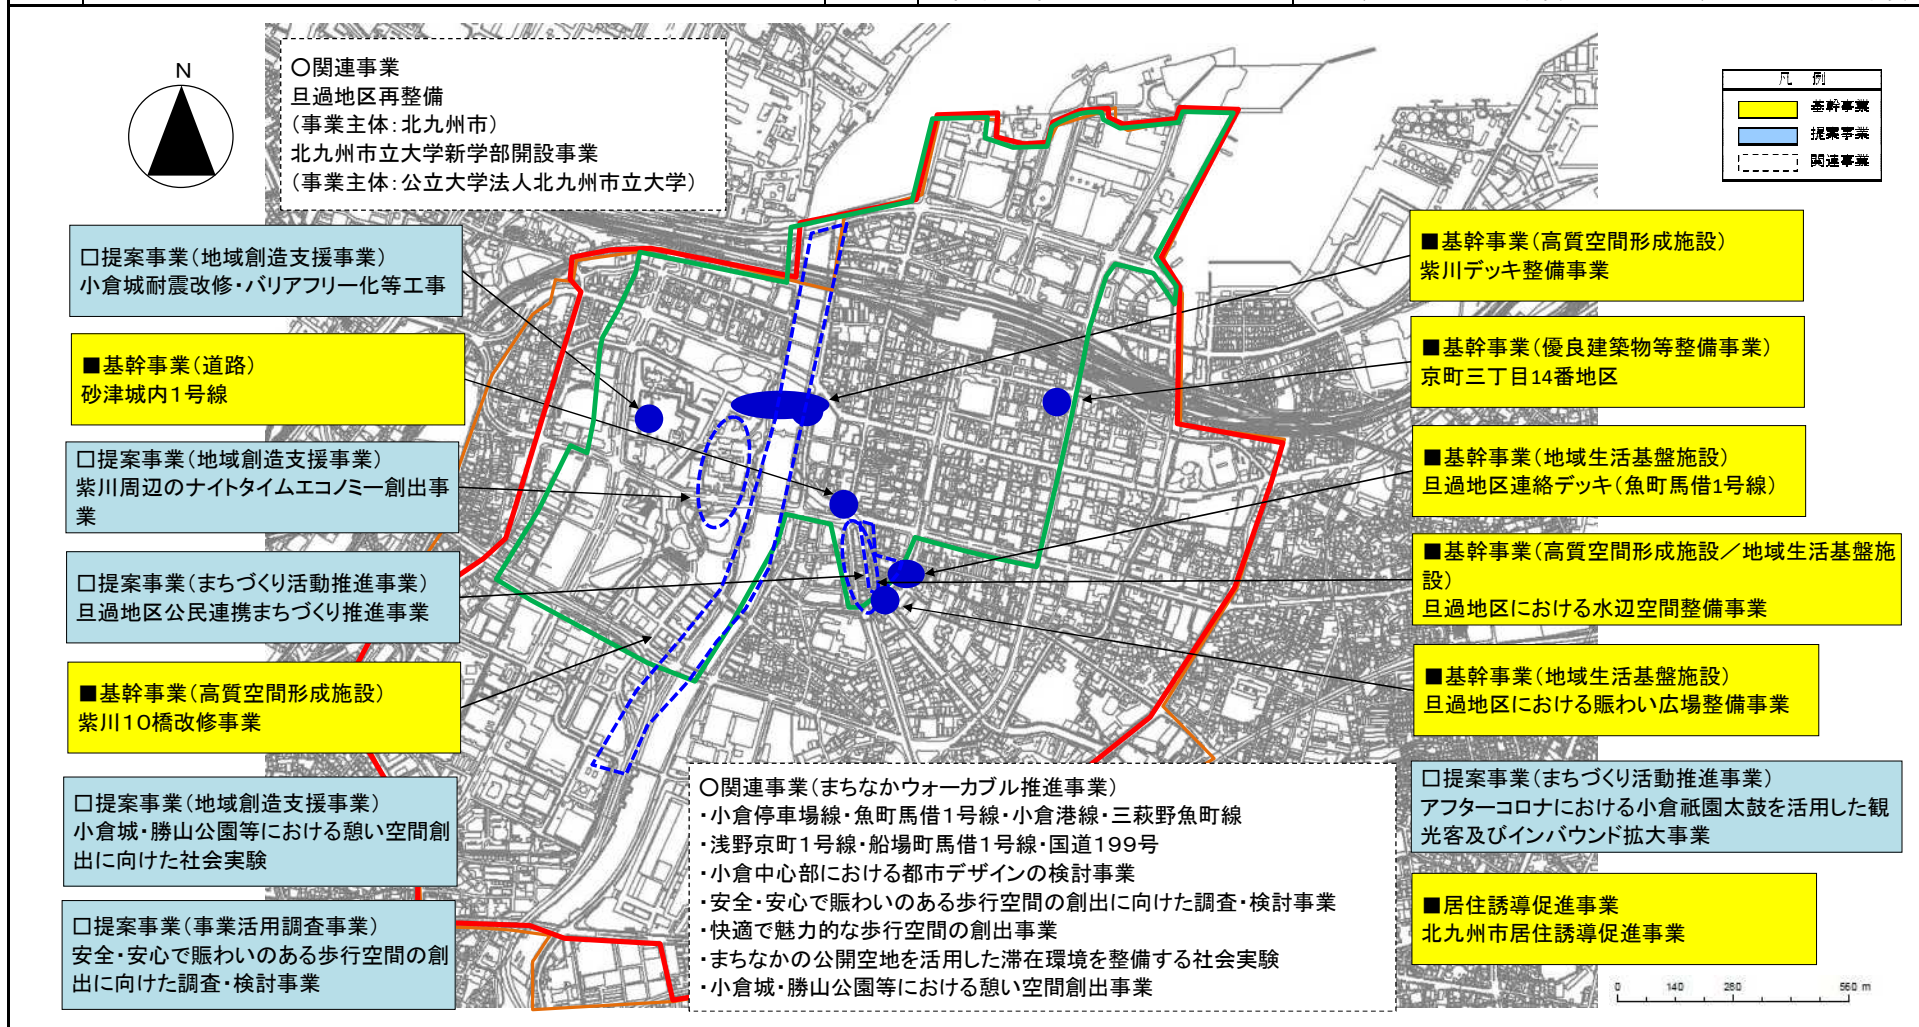 N
○関連事業
旦過地区再整備
(事業主体:北九州市)
北九州市立大学新学部開設事業
(事業主体:公立大学法人北九州市立大学)
凡 例
基幹事業
提案事業
関連事業
□提案事業(地域創造支援事業)
小倉城耐震改修・バリアフリー化等工事
■基幹事業(道路)
砂津城内1号線
□提案事業(地域創造支援事業)
紫川周辺のナイトタイムエコノミー創出事
業
□提案事業(まちづくり活動推進事業)
旦過地区公民連携まちづくり推進事業
■基幹事業(高質空間形成施設)
紫川10橋改修事業
□提案事業(地域創造支援事業)
小倉城・勝山公園等における憩い空間創
出に向けた社会実験
□提案事業(事業活用調査事業)
安全・安心で賑わいのある歩行空間の創
出に向けた調査・検討事業
○関連事業(まちなかウォーカブル推進事業)
・小倉停車場線・魚町馬借1号線・小倉港線・三萩野魚町線
・浅野京町1号線・船場町馬借1号線・国道199号
・小倉中心部における都市デザインの検討事業
・安全・安心で賑わいのある歩行空間の創出に向けた調査・検討事業
・快適で魅力的な歩行空間の創出事業
・まちなかの公開空地を活用した滞在環境を整備する社会実験
・小倉城・勝山公園等における憩い空間創出事業
■基幹事業(高質空間形成施設)
紫川デッキ整備事業
■基幹事業(優良建築物等整備事業)
京町三丁目14番地区
■基幹事業(地域生活基盤施設)
旦過地区連絡デッキ(魚町馬借1号線)
■基幹事業(高質空間形成施設/地域生活基盤施
設)
旦過地区における水辺空間整備事業
■基幹事業(地域生活基盤施設)
旦過地区における賑わい広場整備事業
□提案事業(まちづくり活動推進事業)
アフターコロナにおける小倉祇園太鼓を活用した観
光客及びインバウンド拡大事業
■居住誘導促進事業
北九州市居住誘導促進事業
0 140 280 560 m